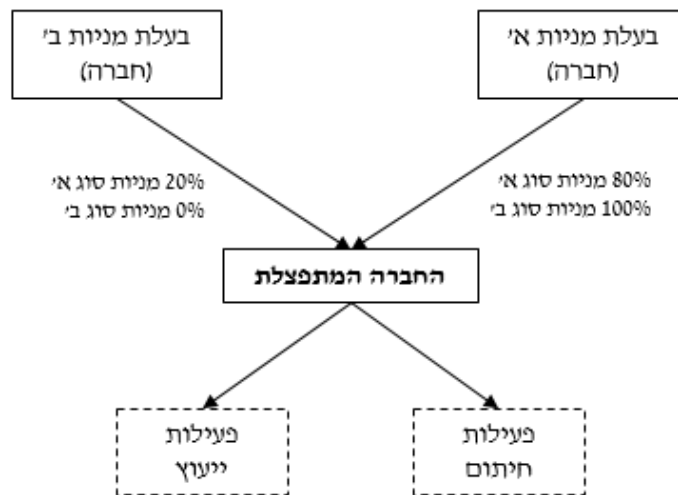 בעלת מניות א׳
(חברה)
בעלת מניות ב׳
(חברה)
80% מניות סוג א׳
100% מניות סוג ב׳
20% מניות סוג א׳
0% מניות סוג ב׳
החברה המתפצלת
פעילות
חיתום
פעילות
ייעוץ